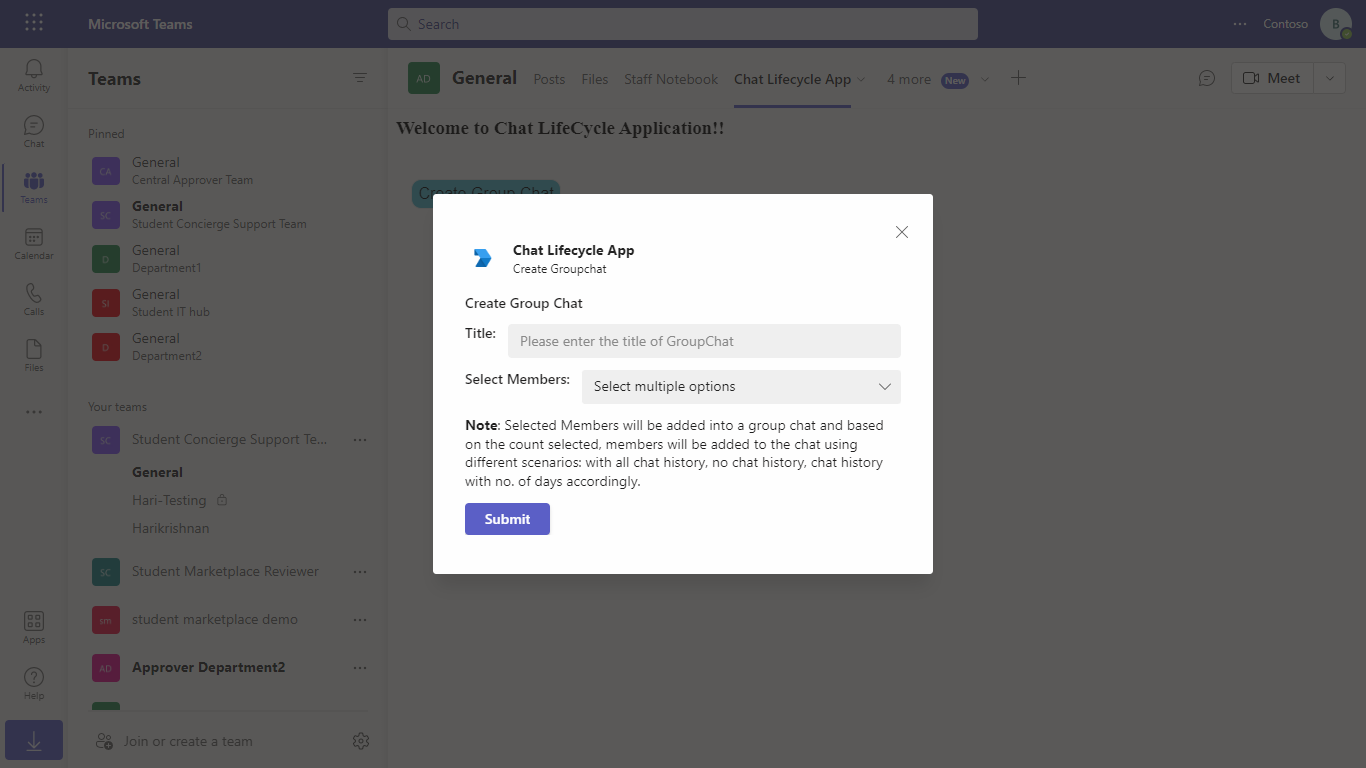 Microsoft Teams
Search
Contoso
B
Activity
Chat
Teams
Calendar
Calls
Files
Apps
Help
Teams
Pinned
CA
General
Central Approver Team
SC
General
Student Concierge Support Team
D
General
Department1
SI
General
Student IT hub
D
General
Department2
Your teams
SC
Student Concierge Support Te...
General
Hari-Testing
Harikrishnan
SC
Student Marketplace Reviewer
sm
student marketplace demo
AD
Approver Department2
Join or create a team
AD
General
Posts
Files
Staff Notebook
Chat Lifecycle App
4 more
New
Meet
Welcome to Chat LifeCycle Application!!
Create Group Chat
Chat Lifecycle App
Create Groupchat
Create Group Chat
Title:
Please enter the title of GroupChat
Select Members:
Select multiple options
Note: Selected Members will be added into a group chat and based
on the count selected, members will be added to the chat using
different scenarios: with all chat history, no chat history, chat history
with no. of days accordingly.
Submit